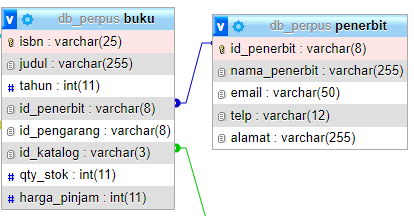 db_perpus buku
isbn : varchar(25)
judul : varchar(255)
tahun : int(11)
id_penerbit : varchar(8)
id_pengarang : varchar(8)
id_katalog : varchar(3)
qty_stok : int(11)
harga_pinjam : int(11)
db_perpus penerbit
id_penerbit : varchar(8)
nama_penerbit : varchar(255)
email : varchar(50)
telp : varchar(12)
alamat : varchar(255)